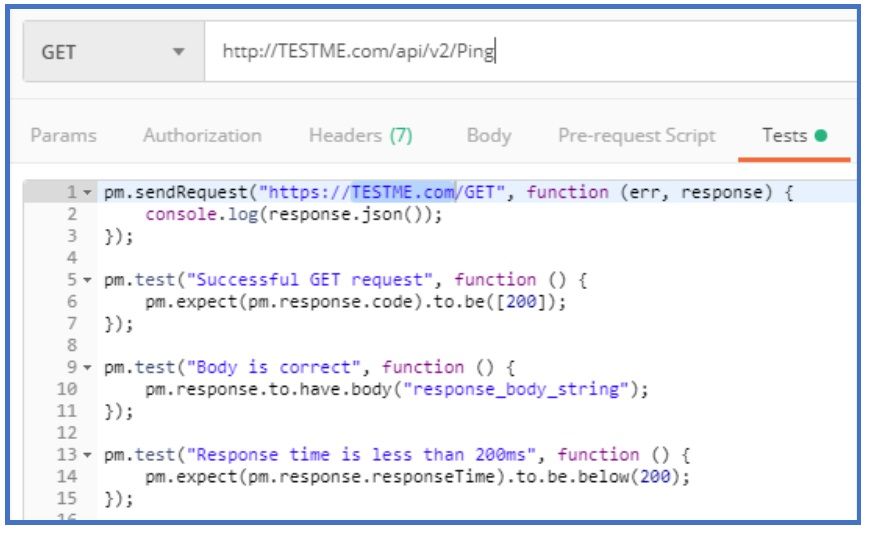 GET http://TESTME.com/api/v2/Ping
Params Authorization Headers (7) Body Pre-request Script Tests
1 pm.sendRequest("https://TESTME.com/GET", function (err, response) {
2 console.log(response.json());
3 });
4
5 pm.test("Successful GET request", function () {
6 pm.expect(pm.response.code).to.be([200]);
7 });
8
9 pm.test("Body is correct", function () {
10 pm.response.to.have.body("response_body_string");
11 });
12
13 pm.test("Response time is less than 200ms", function () {
14 pm.expect(pm.response.responseTime).to.be.below(200);
15 });
16